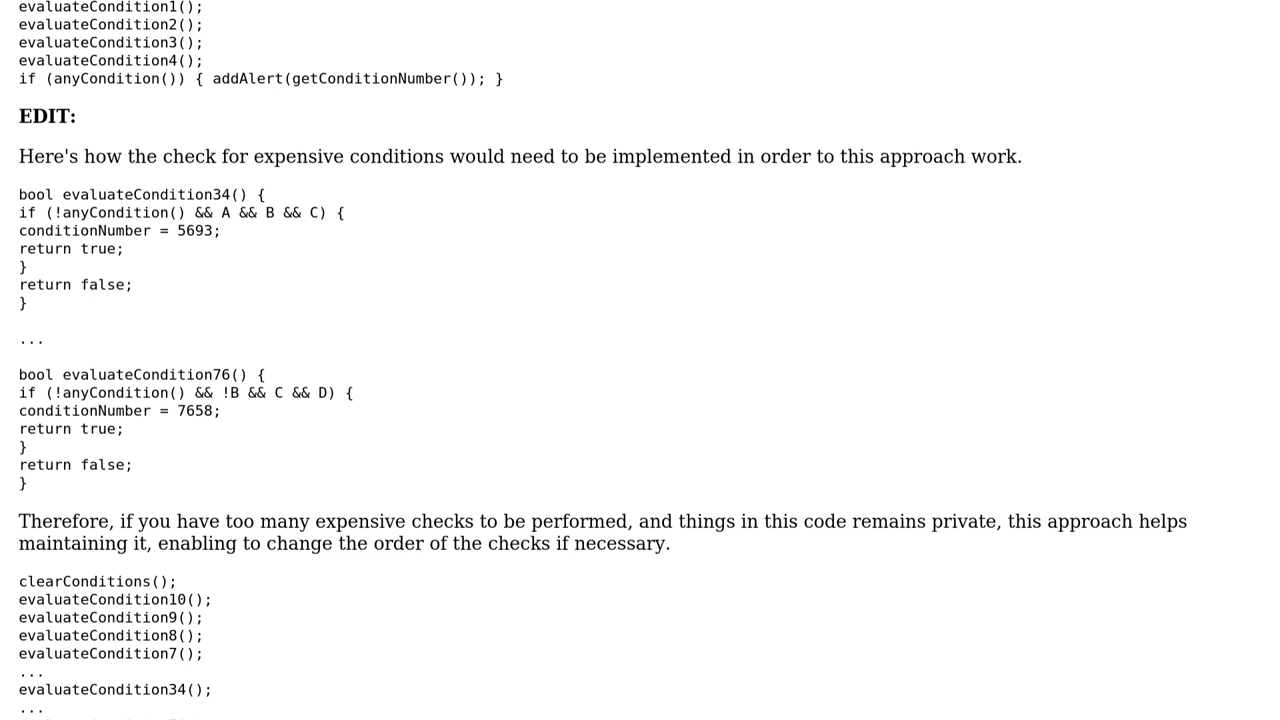 evaluateCondition1();
evaluateCondition2();
evaluateCondition3();
evaluateCondition4();
if (anyCondition()) { addAlert(getConditionNumber()); }
EDIT:
Here's how the check for expensive conditions would need to be implemented in order to this approach work.
bool evaluateCondition34() {
if (!anyCondition() && A && B && C) {
conditionNumber = 5693;
return true;
}
return false;
}
...
bool evaluateCondition76() {
if (!anyCondition() && !B && C && D) {
conditionNumber = 7658;
return true;
}
return false;
}
Therefore, if you have too many expensive checks to be performed, and things in this code remains private, this approach helps
maintaining it, enabling to change the order of the checks if necessary.
clearConditions();
evaluateCondition10();
evaluateCondition9();
evaluateCondition8();
evaluateCondition7();
...
evaluateCondition34();
...